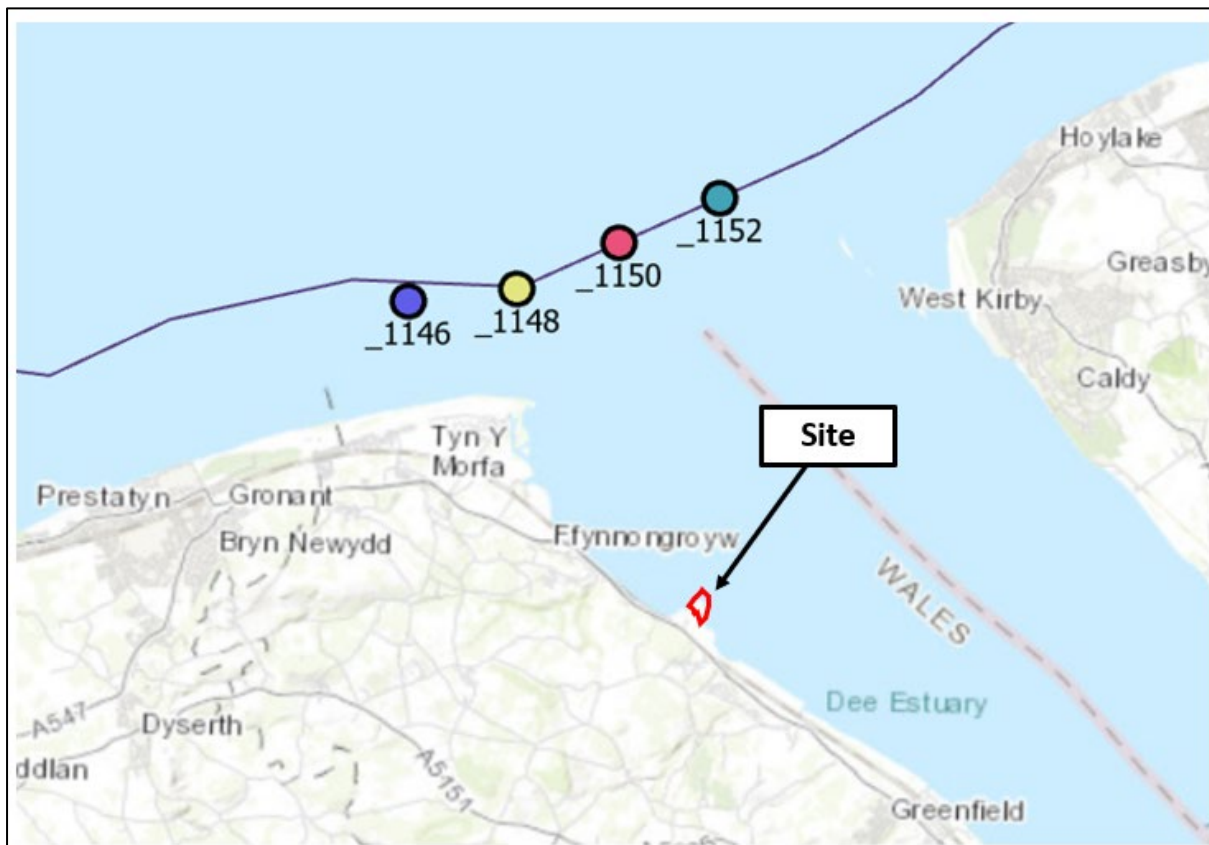 Hoylake
_1152
_1150
Greasby
_1148
West Kirby
_1146
Caldy
Site
Tyn Y
Morfa
Prestatyn
Gronant
Ffynnongroyw
Bryn Newydd
WALES
Dee Estuary
A547
Dyserth
A5151
ddlan
Greenfield